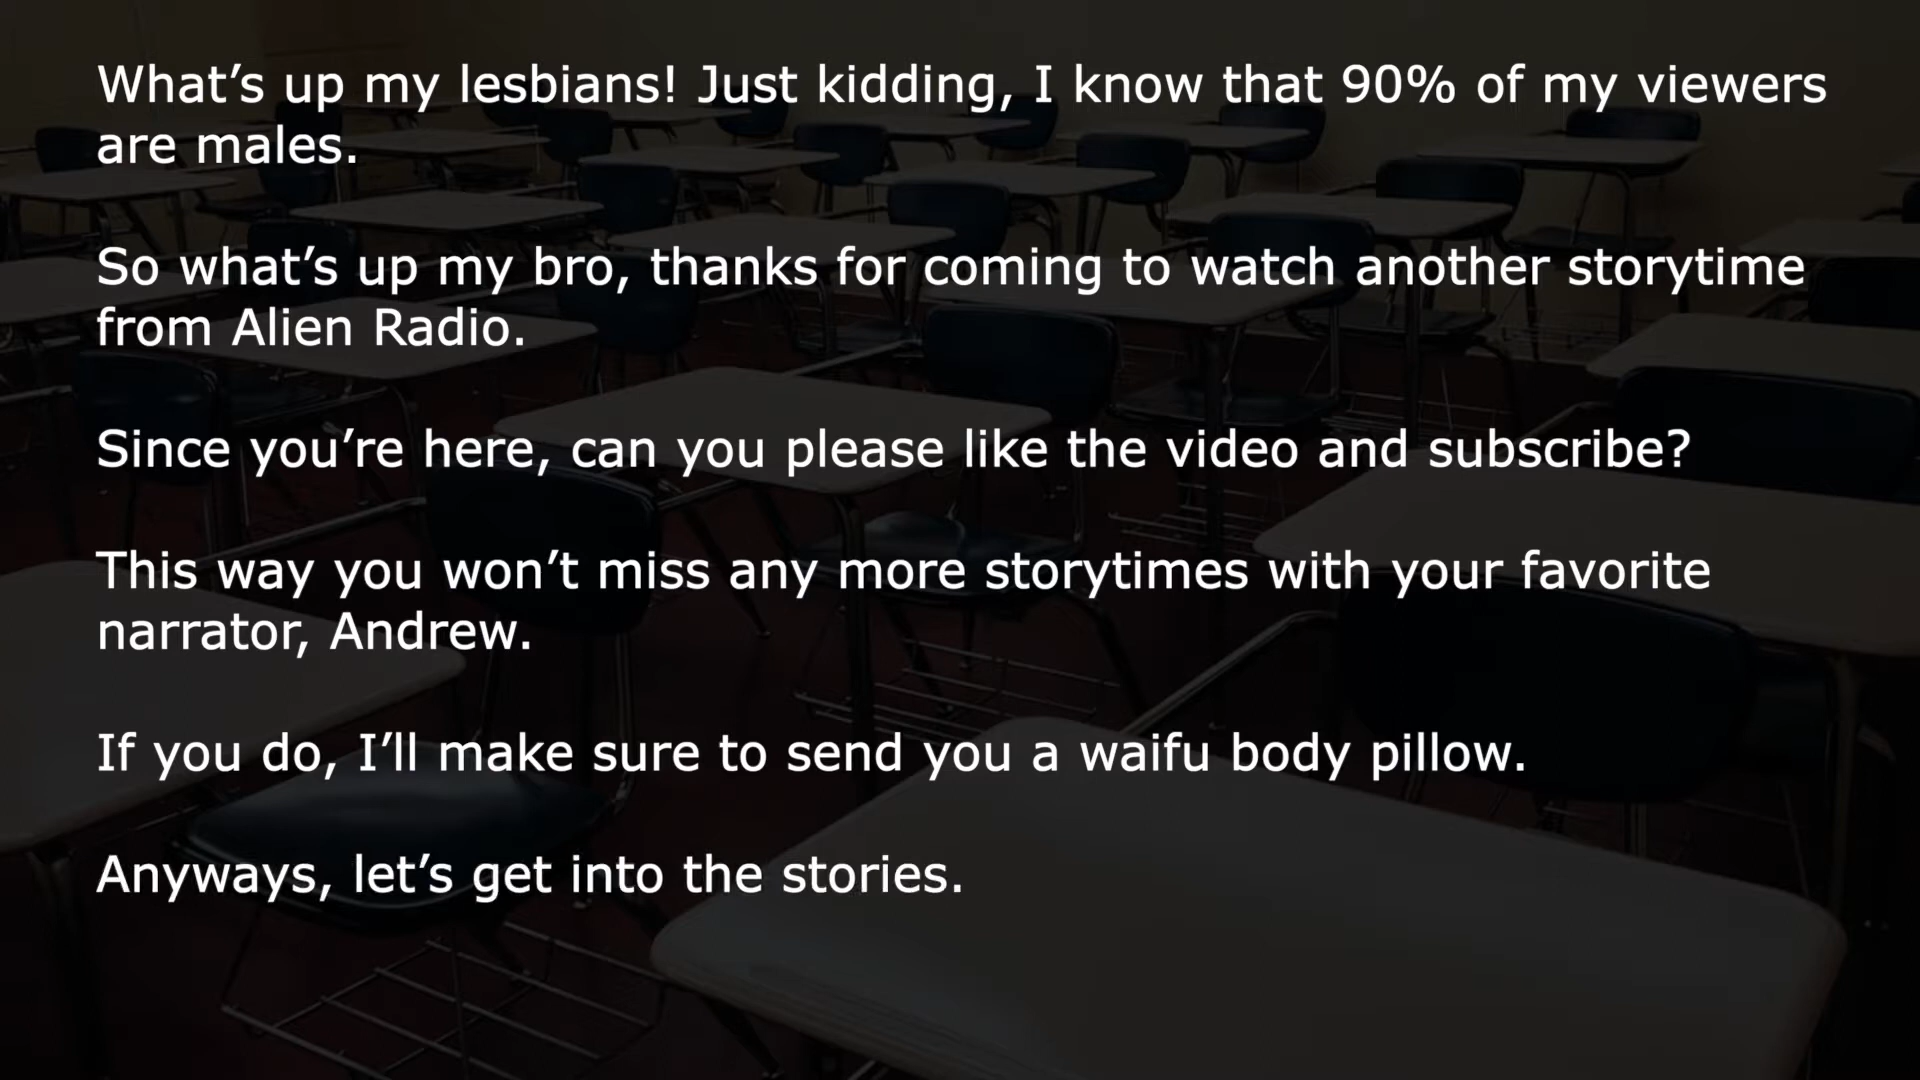 What’s up my lesbians! Just kidding, I know that 90% of my viewers
are males.
So what’s up my bro, thanks for coming to watch another storytime
from Alien Radio.
Since you’re here, can you please like the video and subscribe?
This way you won’t miss any more storytimes with your favorite
narrator, Andrew.
If you do, I’ll make sure to send you a waifu body pillow.
Anyways, let’s get into the stories.